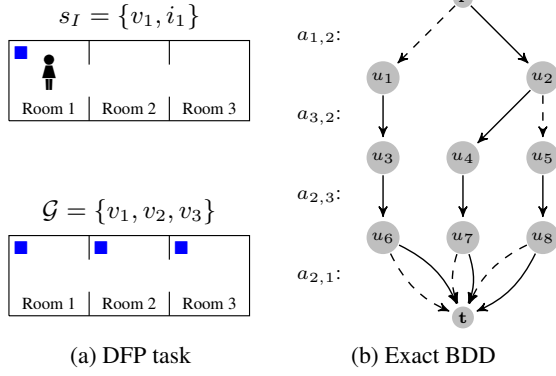 s_I = {v_1, i_1}
Room 1 Room 2 Room 3
𝒢 = {v_1, v_2, v_3}
Room 1 Room 2 Room 3
(a) DFP task
a_{1,2}:
u_1 u_2
a_{3,2}:
u_3 u_4 u_5
a_{2,3}:
u_6 u_7 u_8
a_{2,1}:
t
(b) Exact BDD